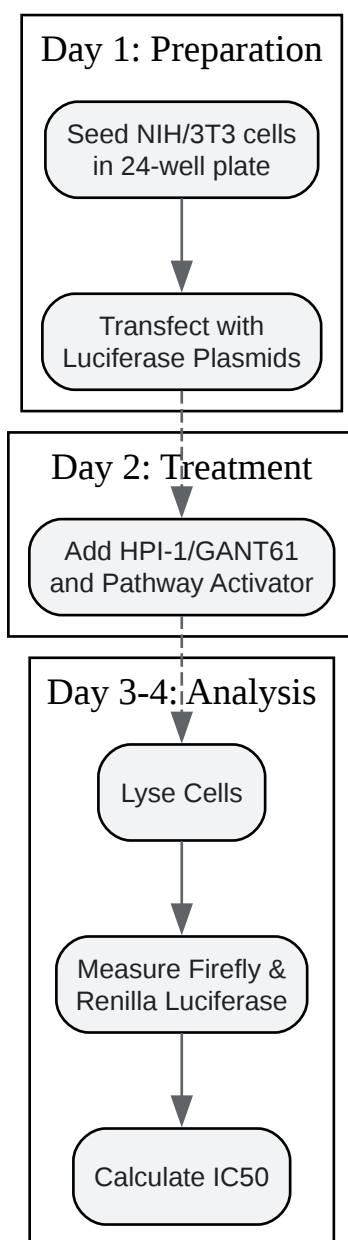 Day 1: Preparation
Seed NIH/3T3 cells
in 24-well plate
Transfect with
Luciferase Plasmids
Day 2: Treatment
Add HPI-1/GANT61
and Pathway Activator
Day 3-4: Analysis
Lyse Cells
Measure Firefly &
Renilla Luciferase
Calculate IC50